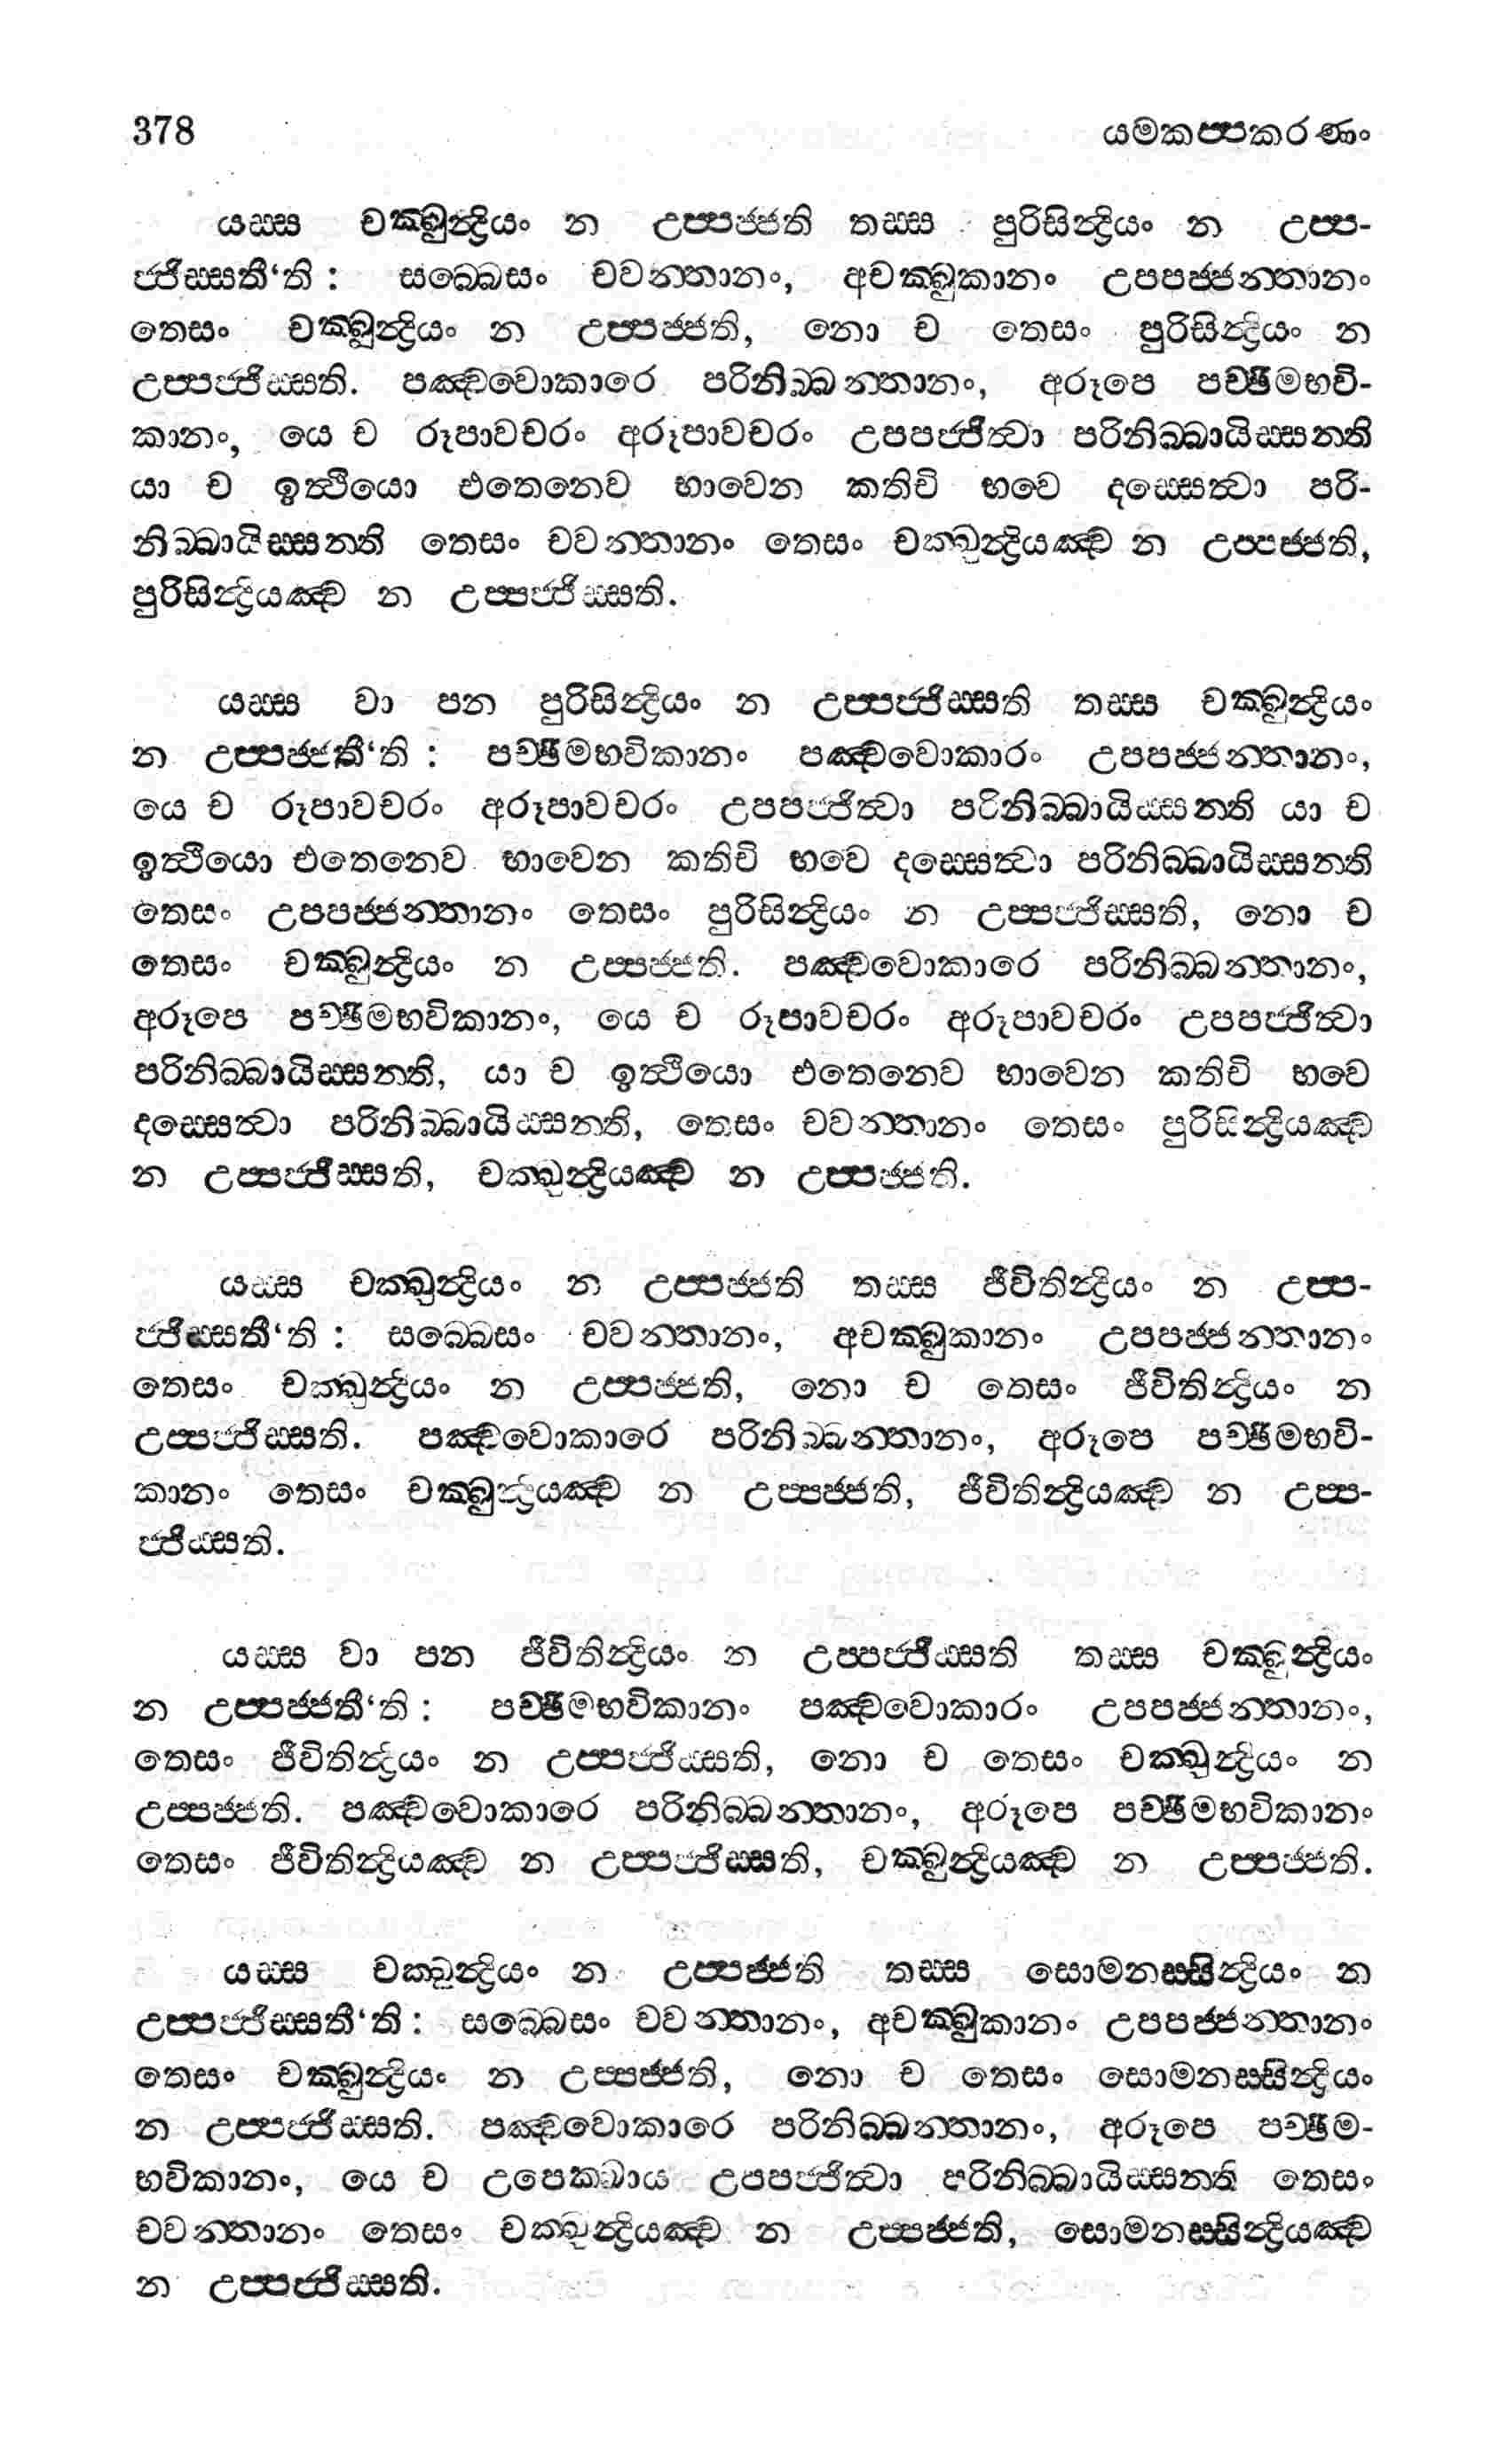 378 යමකප්පකරණං
යස්ස චක්ඛුන්ද්‍රියං න උප්පජ්ජති තස්ස පුරිසින්ද්‍රියං න උප්ප-
ජ්ජිස්සතී‘ති : සබ්බෙසං චවන්තානං, අචක්ඛුකානං උපපජ්ජන්තානං
තෙසං චක්ඛුන්ද්‍රියං න උප්පජ්ජති, නො ච තෙසං පුරිසින්ද්‍රියං න
උප්පජ්ජිස්සති. පඤ්චවොකාරෙ පරිනිබ්බන්තානං, අරූපෙ පච්ඡිමභවි-
කානං, යෙ ච රූපාවචරං අරූපාවචරං උපපජ්ජිත්වා පරිනිබ්බායිස්සන්ති
යා ච ඉත්ථියො එතෙනෙව භාවෙන කතිචි භවෙ දස්සෙත්වා පරි-
නිබ්බායිස්සන්ති තෙසං චවන්තානං තෙසං චක්ඛුන්ද්‍රියඤ්ච න උප්පජ්ජති,
පුරිසින්ද්‍රියඤ්ච න උප්පජ්ජිස්සති.
යස්ස වා පන පුරිසින්ද්‍රියං න උප්පජ්ජිස්සති තස්ස චක්ඛුන්ද්‍රියං
න උප්පජ්ජතී‘ති : පච්ඡිමභවිකානං පඤ්චවොකාරං උපපජ්ජන්තානං,
යෙ ච රූපාවචරං අරූපාවචරං උපපජ්ජිත්වා පරිනිබ්බායිස්සන්ති යා ච
ඉත්ථියො එතෙනෙව භාවෙන කතිචි භවෙ දස්සෙත්වා පරිනිබ්බායිස්සන්ති
තෙසං උපපජ්ජන්තානං තෙසං පුරිසින්ද්‍රියං න උප්පජ්ජිස්සති, නො ච
තෙසං චක්ඛුන්ද්‍රියං න උප්පජ්ජති. පඤ්චවොකාරෙ පරිනිබ්බන්තානං,
අරූපෙ පච්ඡිමභවිකානං, යෙ ච රූපාවචරං අරූපාවචරං උපපජ්ජිත්වා
පරිනිබ්බායිස්සන්ති, යා ච ඉත්ථියො එතෙනෙව භාවෙන කතිචි භවෙ
දස්සෙත්වා පරිනිබ්බායිස්සන්ති, තෙසං චවන්තානං තෙසං පුරිසින්ද්‍රියඤ්ච
න උප්පජ්ජිස්සති, චක්ඛුන්ද්‍රියඤ්ච න උප්පජ්ජති.
යස්ස චක්ඛුන්ද්‍රියං න උප්පජ්ජති තස්ස ජීවිතින්ද්‍රියං න උප්ප-
ජ්ජිස්සතී‘ති : සබ්බෙසං චවන්තානං, අචක්ඛුකානං උපපජ්ජන්තානං
තෙසං චක්ඛුන්ද්‍රියං න උප්පජ්ජති, නො ච තෙසං ජීවිතින්ද්‍රියං න
උප්පජ්ජිස්සති. පඤ්චවොකාරෙ පරිනිබ්බන්තානං, අරූපෙ පච්ඡිමභවි-
කානං තෙසං චක්ඛුන්ද්‍රියඤ්ච න උප්පජ්ජති, ජීවිතින්ද්‍රියඤ්ච න උප්ප-
ජ්ජිස්සති.
යස්ස වා පන ජීවිතින්ද්‍රියං න උප්පජ්ජිස්සති තස්ස චක්ඛුන්ද්‍රියං
න උප්පජ්ජතී‘ති : පච්ඡිමභවිකානං පඤ්චවොකාරං උපපජ්ජන්තානං,
තෙසං ජීවිතින්ද්‍රියං න උප්පජ්ජිස්සති, නො ච තෙසං චක්ඛුන්ද්‍රියං න
උප්පජ්ජති. පඤ්චවොකාරෙ පරිනිබ්බන්තානං, අරූපෙ පච්ඡිමභවිකානං
තෙසං ජීවිතින්ද්‍රියඤ්ච න උප්පජ්ජිස්සති, චක්ඛුන්ද්‍රියඤ්ච න උප්පජ්ජති.
යස්ස චක්ඛුන්ද්‍රියං න උප්පජ්ජති තස්ස සොමනස්සින්ද්‍රියං න
උප්පජ්ජිස්සතී‘ති : සබ්බෙසං චවන්තානං, අචක්ඛුකානං උපපජ්ජන්තානං
තෙසං චක්ඛුන්ද්‍රියං න උප්පජ්ජති, නො ච තෙසං සොමනස්සින්ද්‍රියං
න උප්පජ්ජිස්සති. පඤ්චවොකාරෙ පරිනිබ්බන්තානං, අරූපෙ පච්ඡිම-
භවිකානං, යෙ ච උපෙක්ඛාය උපපජ්ජිත්වා පරිනිබ්බායිස්සන්ති තෙසං
චවන්තානං තෙසං චක්ඛුන්ද්‍රියඤ්ච න උප්පජ්ජති, සොමනස්සින්ද්‍රියඤ්ච
න උප්පජ්ජිස්සති.